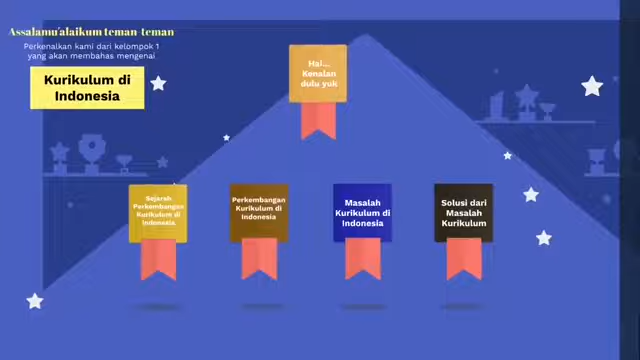 Assalamu'alaikum teman-teman
Perkenalkan kami dari kelompok 1
yang akan membahas mengenai
Kurikulum di
Indonesia
Hai...
Kenalan
dulu yuk
Sejarah
Perkembangan
Kurikulum di
Indonesia.
Perkembangan
Kurikulum di
Indonesia
Masalah
Kurikulum di
Indonesia
Solusi dari
Masalah
Kurikulum